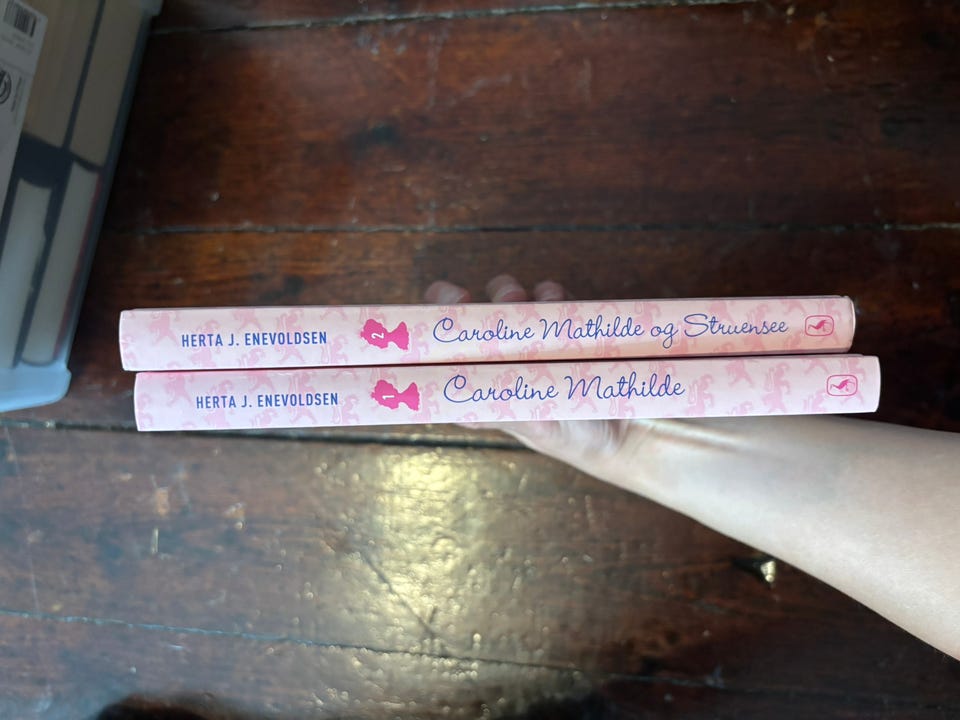 HERTA J. ENEVOLDSEN 2 Caroline Mathilde og Struensee
HERTA J. ENEVOLDSEN 1 Caroline Mathilde